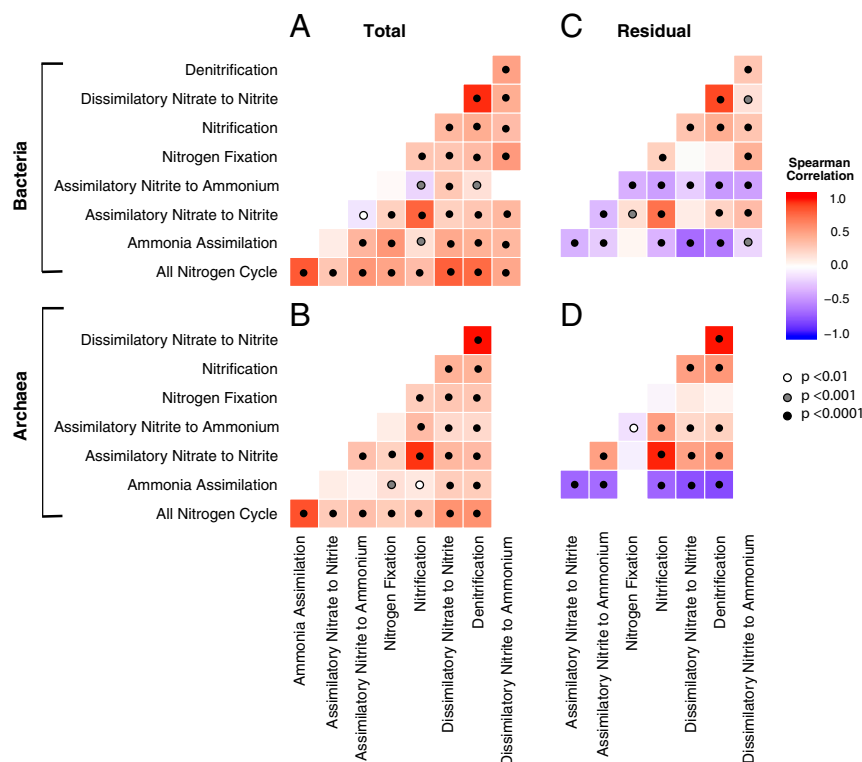 A
Total
C
Residual
Bacteria
Denitrification
Dissimilatory Nitrate to Nitrite
Nitrification
Nitrogen Fixation
Assimilatory Nitrite to Ammonium
Assimilatory Nitrate to Nitrite
Ammonia Assimilation
All Nitrogen Cycle
Spearman
Correlation
1.0
0.5
0.0
−0.5
−1.0
B
D
Archaea
Dissimilatory Nitrate to Nitrite
Nitrification
Nitrogen Fixation
Assimilatory Nitrite to Ammonium
Assimilatory Nitrate to Nitrite
Ammonia Assimilation
All Nitrogen Cycle
p <0.01
p <0.001
p <0.0001
Ammonia Assimilation
Assimilatory Nitrate to Nitrite
Assimilatory Nitrite to Ammonium
Nitrogen Fixation
Nitrification
Dissimilatory Nitrate to Nitrite
Denitrification
Dissimilatory Nitrite to Ammonium
Assimilatory Nitrate to Nitrite
Assimilatory Nitrite to Ammonium
Nitrogen Fixation
Nitrification
Dissimilatory Nitrate to Nitrite
Denitrification
Dissimilatory Nitrite to Ammonium